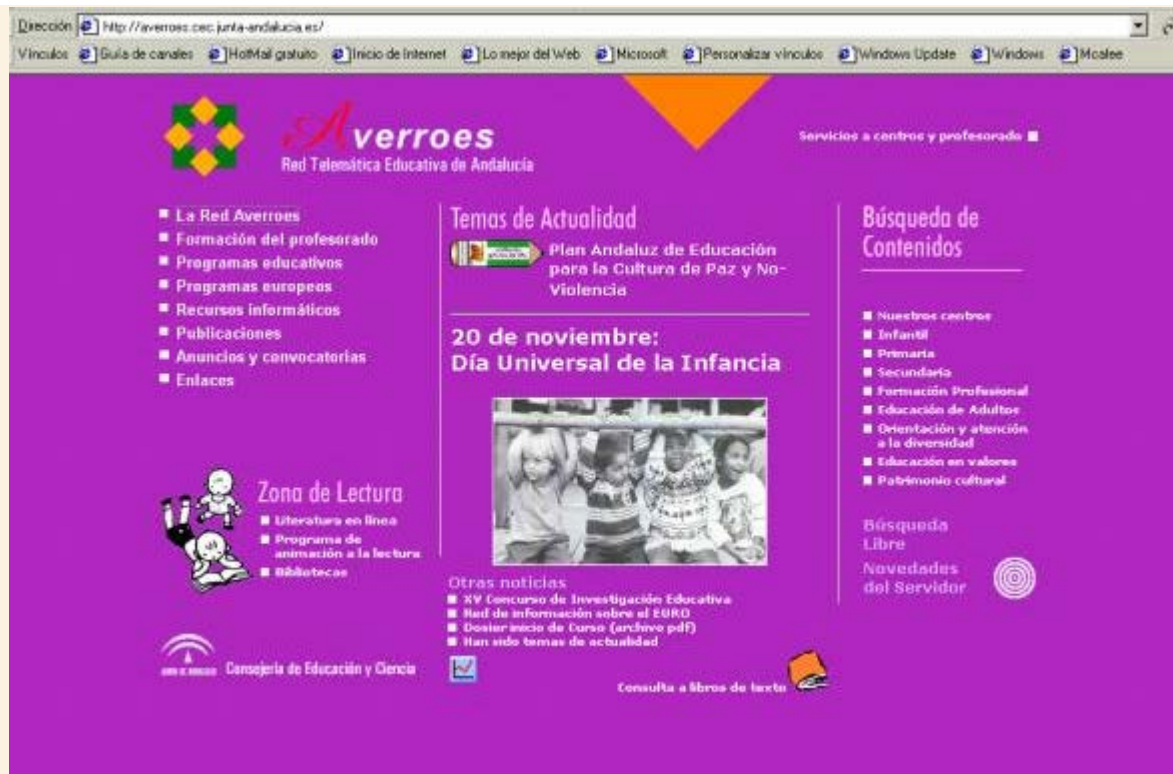 Dirección http://averroes.cec.junta-andalucia.es/
Vínculos Guía de canales HotMail gratuito Inicio de Internet Lo mejor del Web Microsoft Personalizar vínculos Windows Update Windows Mcafee
Averroes
Red Telemática Educativa de Andalucía
Servicios a centros y profesorado
La Red Averroes
Formación del profesorado
Programas educativos
Programas europeos
Recursos informáticos
Publicaciones
Anuncios y convocatorias
Enlaces
Zona de Lectura
Literatura en línea
Programa de
animación a la lectura
Bibliotecas
Consejería de Educación y Ciencia
Temas de Actualidad
Plan Andaluz de Educación
para la Cultura de Paz y No-
Violencia
20 de noviembre:
Día Universal de la Infancia
Otras noticias
XV Concurso de Investigación Educativa
Red de información sobre el EURO
Dosier inicio de Curso (archivo pdf)
Han sido temas de actualidad
Consulta a libros de texto
Búsqueda de
Contenidos
Nuestros centros
Infantil
Primaria
Secundaria
Formación Profesional
Educación de Adultos
Orientación y atención
a la diversidad
Educación en valores
Patrimonio cultural
Búsqueda
Libre
Novedades
del Servidor